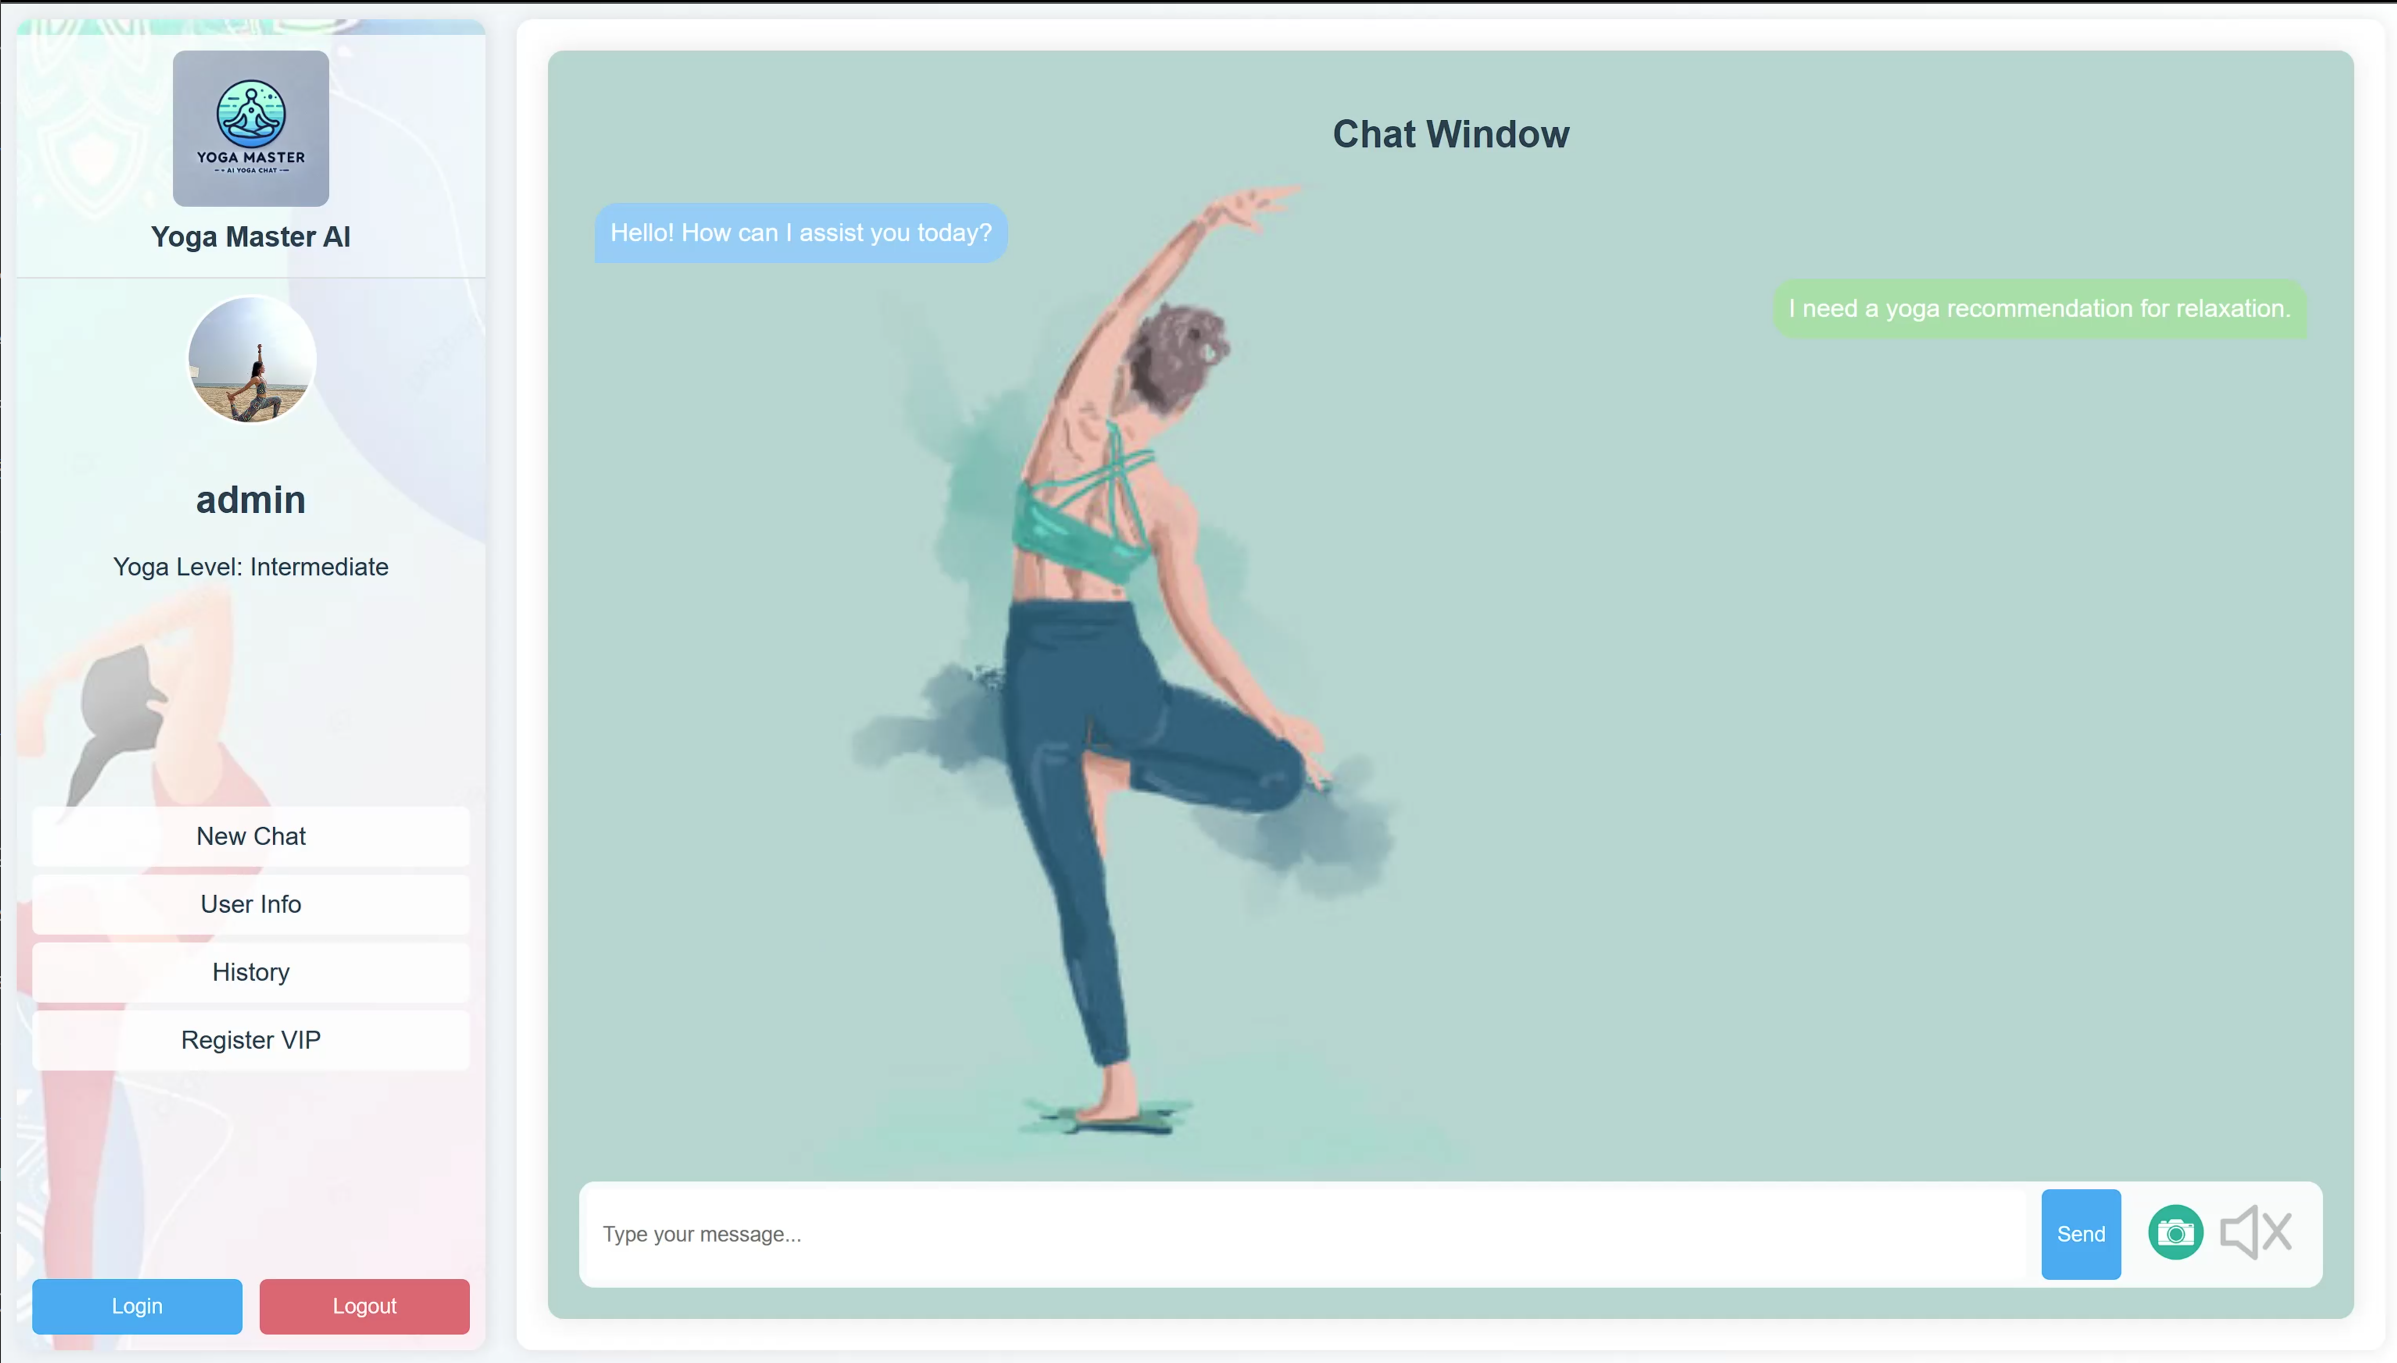 YOGA MASTER
AI YOGA CHAT
Yoga Master AI
admin
Yoga Level: Intermediate
New Chat
User Info
History
Register VIP
Login
Logout
Chat Window
Hello! How can I assist you today?
I need a yoga recommendation for relaxation.
Type your message...
Send